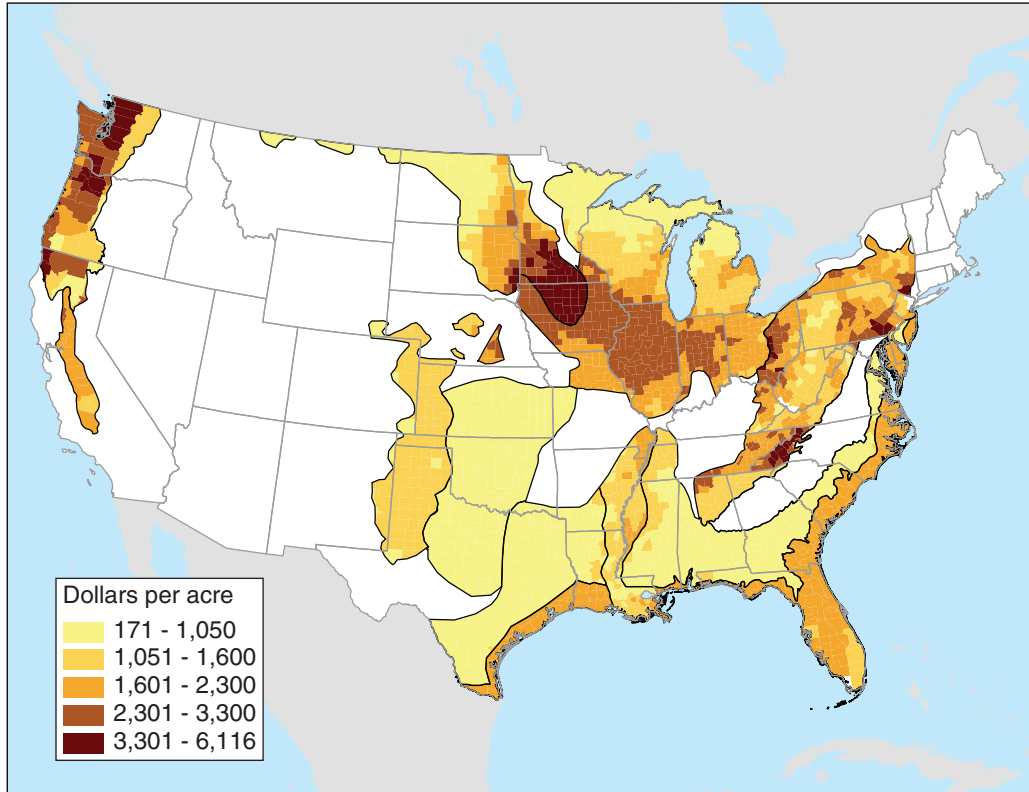 Dollars per acre
171 - 1,050
1,051 - 1,600
1,601 - 2,300
2,301 - 3,300
3,301 - 6,116